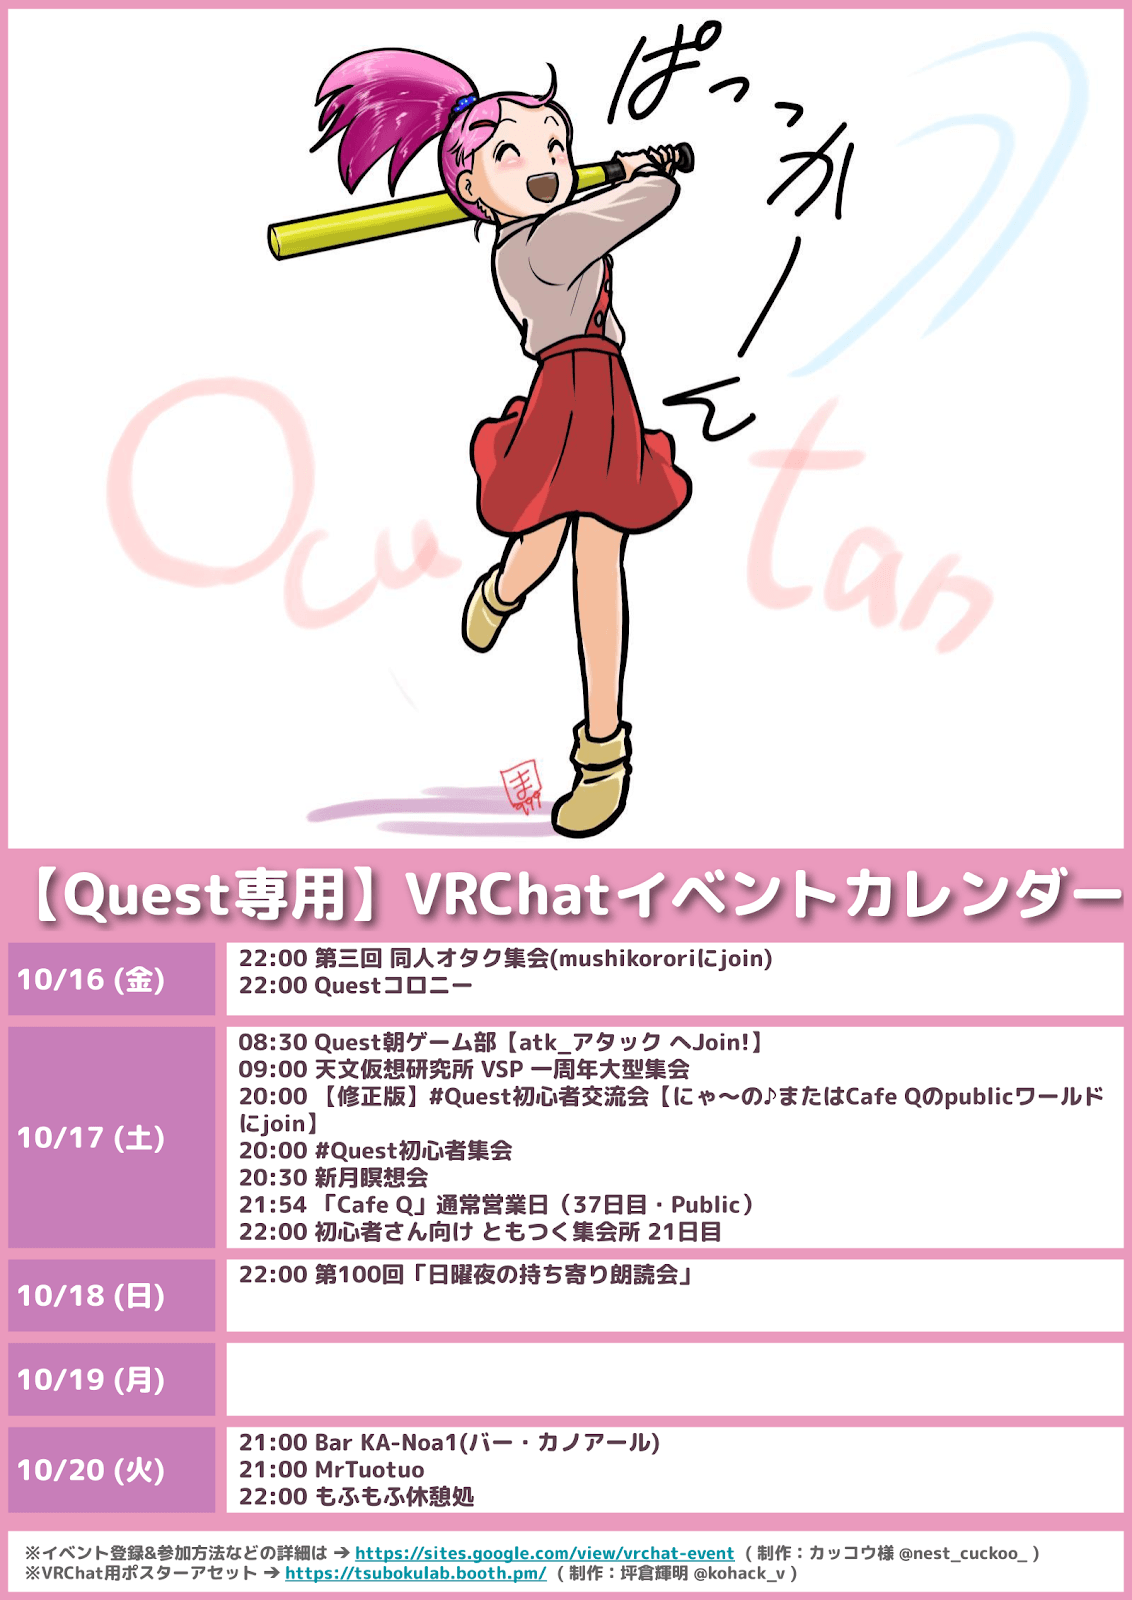 ぱっっかーん
Ocu tan
ま
999
【Quest専用】VRChatイベントカレンダー
10/16 (金)
22:00 第三回 同人オタク集会(mushikororiにjoin)
22:00 Questコロニー
10/17 (土)
08:30 Quest朝ゲーム部【atk_アタック へJoin!】
09:00 天文仮想研究所 VSP 一周年大型集会
20:00 【修正版】#Quest初心者交流会【にゃ～の♪またはCafe Qのpublicワールド
にjoin】
20:00 #Quest初心者集会
20:30 新月瞑想会
21:54 「Cafe Q」通常営業日（37日目・Public）
22:00 初心者さん向け ともつく集会所 21日目
10/18 (日)
22:00 第100回「日曜夜の持ち寄り朗読会」
10/19 (月)
10/20 (火)
21:00 Bar KA-Noa1(バー・カノアール)
21:00 MrTuotuo
22:00 もふもふ休憩処
※イベント登録&参加方法などの詳細は ➔ https://sites.google.com/view/vrchat-event ( 制作：カッコウ様 @nest_cuckoo_ )
※VRChat用ポスターアセット ➔ https://tsubokulab.booth.pm/ ( 制作：坪倉輝明 @kohack_v )